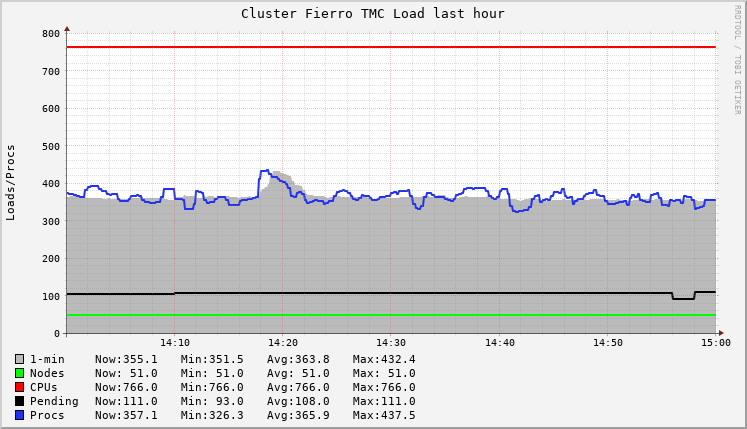 Cluster Fierro TMC Load last hour
RRDTOOL / TOBI OETIKER
Loads/Procs
800
700
600
500
400
300
200
100
0
14:10 14:20 14:30 14:40 14:50 15:00
1-min Now:355.1 Min:351.5 Avg:363.8 Max:432.4
Nodes Now: 51.0 Min: 51.0 Avg: 51.0 Max: 51.0
CPUs Now:766.0 Min:766.0 Avg:766.0 Max:766.0
Pending Now:111.0 Min: 93.0 Avg:108.0 Max:111.0
Procs Now:357.1 Min:326.3 Avg:365.9 Max:437.5